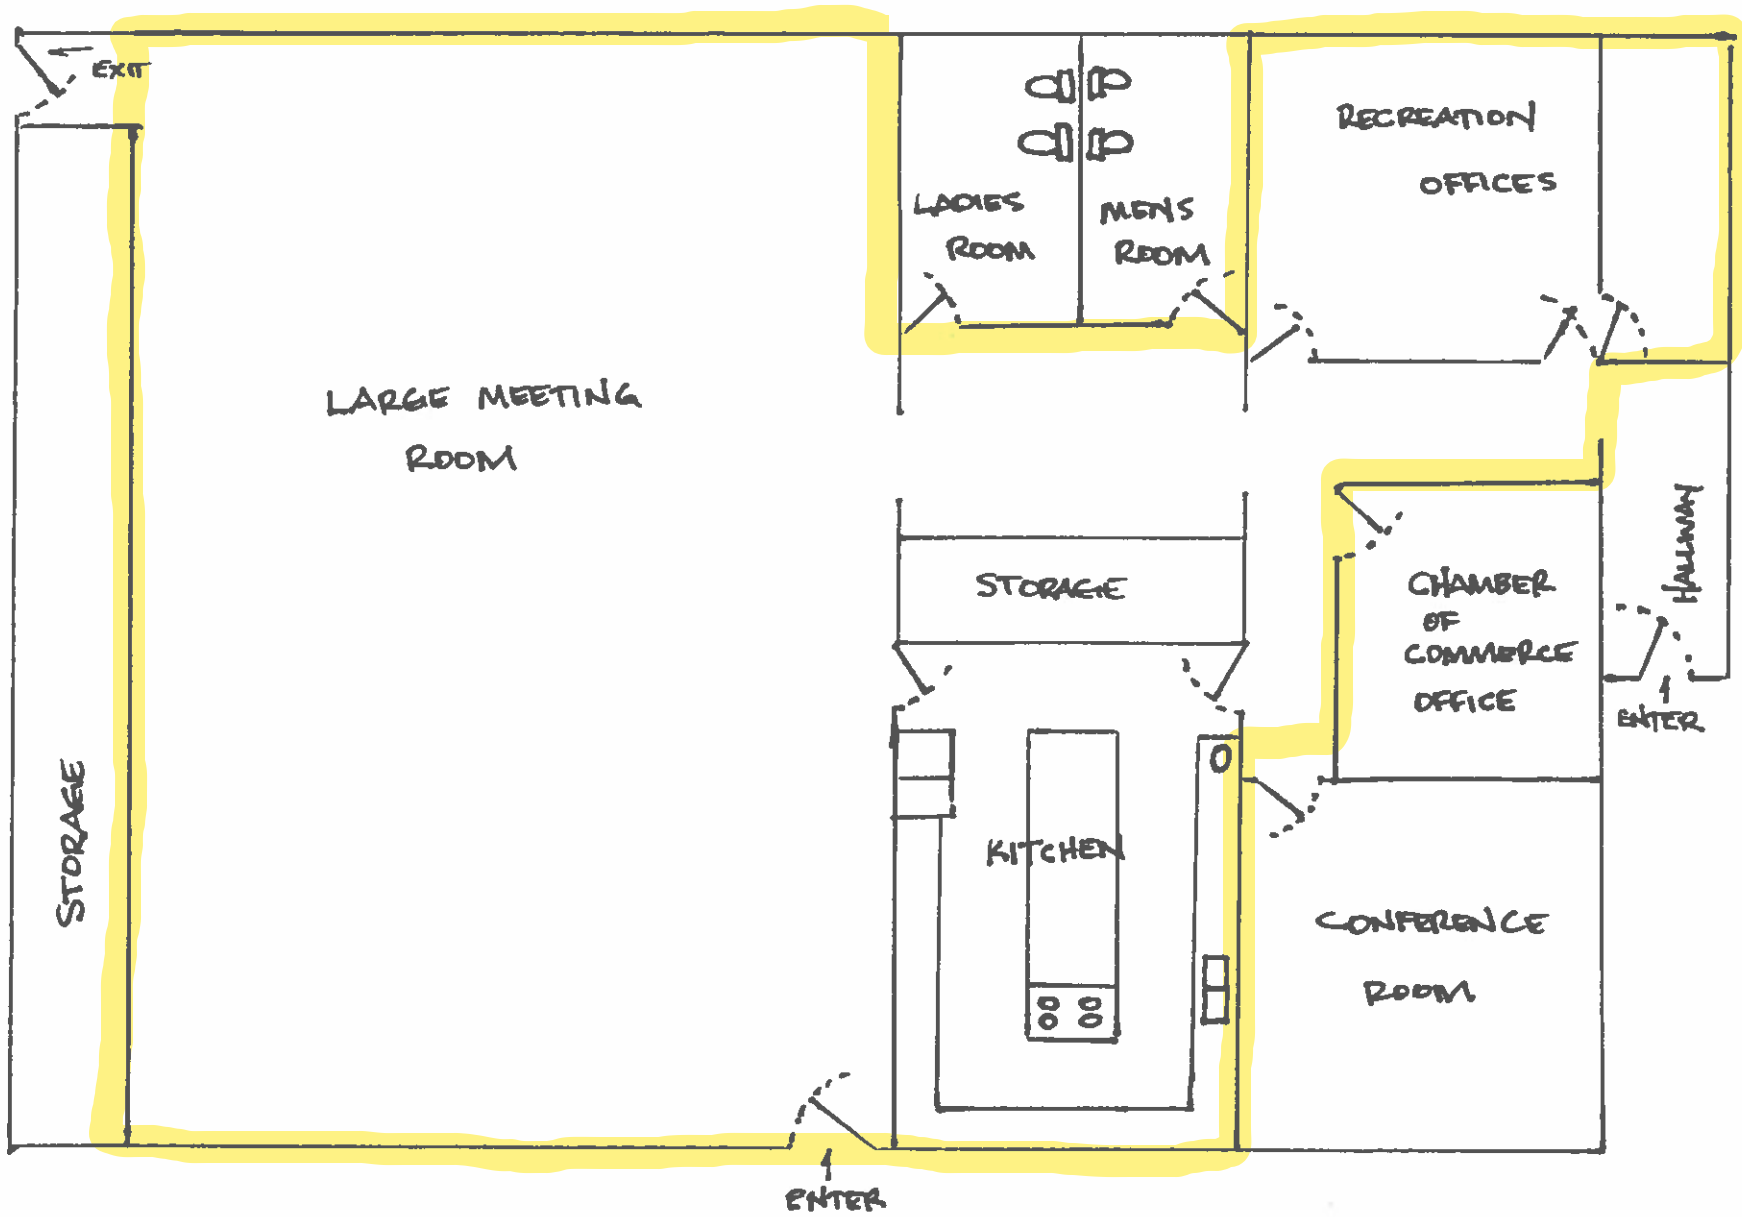 EXIT
RECREATION
OFFICES
LADIES
ROOM
MENS
ROOM
LARGE MEETING
ROOM
HALLWAY
STORAGE
CHAMBER
OF
COMMERCE
OFFICE
ENTER
STORAGE
KITCHEN
CONFERENCE
ROOM
ENTER